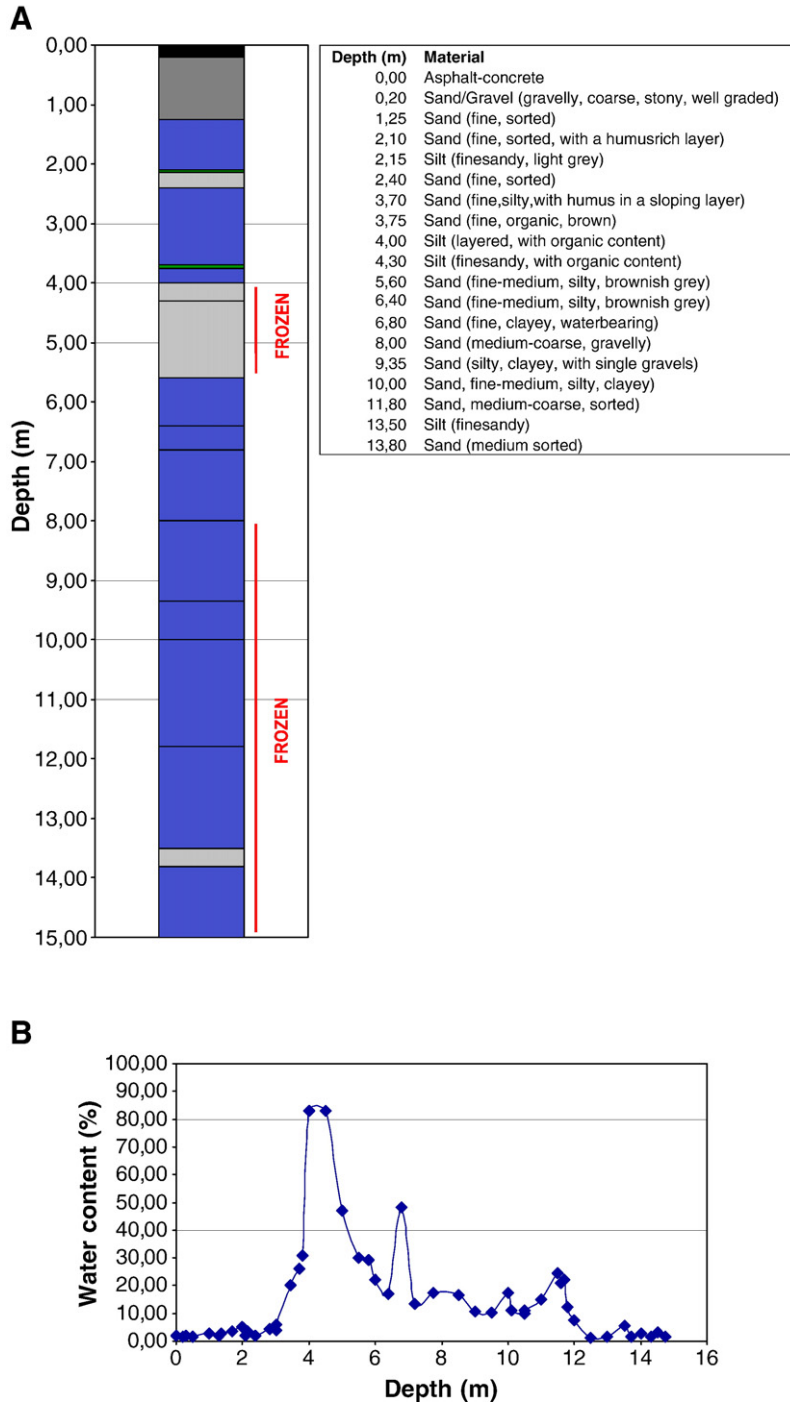 A
0,00
1,00
2,00
3,00
4,00
5,00
6,00
7,00
8,00
9,00
10,00
11,00
12,00
13,00
14,00
15,00
Depth (m)
FROZEN
FROZEN
Depth (m) Material
0,00 Asphalt-concrete
0,20 Sand/Gravel (gravelly, coarse, stony, well graded)
1,25 Sand (fine, sorted)
2,10 Sand (fine, sorted, with a humusrich layer)
2,15 Silt (finesandy, light grey)
2,40 Sand (fine, sorted)
3,70 Sand (fine,silty,with humus in a sloping layer)
3,75 Sand (fine, organic, brown)
4,00 Silt (layered, with organic content)
4,30 Silt (finesandy, with organic content)
5,60 Sand (fine-medium, silty, brownish grey)
6,40 Sand (fine-medium, silty, brownish grey)
6,80 Sand (fine, clayey, waterbearing)
8,00 Sand (medium-coarse, gravelly)
9,35 Sand (silty, clayey, with single gravels)
10,00 Sand, fine-medium, silty, clayey)
11,80 Sand, medium-coarse, sorted)
13,50 Silt (finesandy)
13,80 Sand (medium sorted)
B
100,00
90,00
80,00
70,00
60,00
50,00
40,00
30,00
20,00
10,00
0,00
Water content (%)
0 2 4 6 8 10 12 14 16
Depth (m)